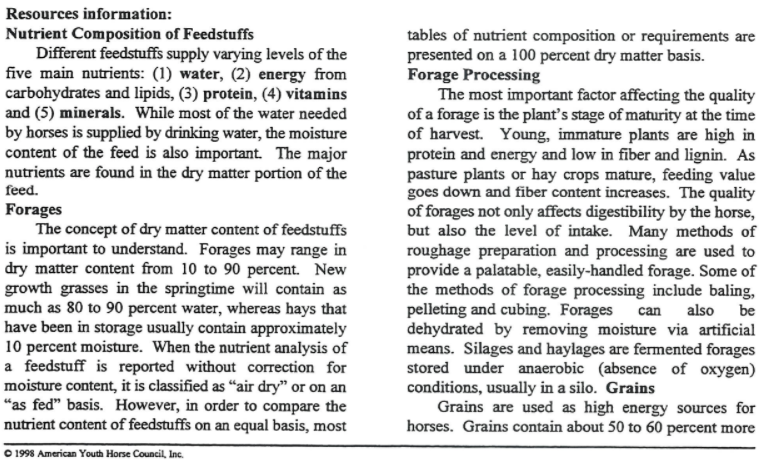 Resources information:
Nutrient Composition of Feedstuffs
Different feedstuffs supply varying levels of the
five main nutrients: (1) water, (2) energy from
carbohydrates and lipids, (3) protein, (4) vitamins
and (5) minerals. While most of the water needed
by horses is supplied by drinking water, the moisture
content of the feed is also important. The major
nutrients are found in the dry matter portion of the
feed.
Forages
The concept of dry matter content of feedstuffs
is important to understand. Forages may range in
dry matter content from 10 to 90 percent. New
growth grasses in the springtime will contain as
much as 80 to 90 percent water, whereas hays that
have been in storage usually contain approximately
10 percent moisture. When the nutrient analysis of
a feedstuff is reported without correction for
moisture content, it is classified as "air dry" or on an
"as fed" basis. However, in order to compare the
nutrient content of feedstuffs on an equal basis, most
tables of nutrient composition or requirements are
presented on a 100 percent dry matter basis.
Forage Processing
The most important factor affecting the quality
of a forage is the plant's stage of maturity at the time
of harvest. Young, immature plants are high in
protein and energy and low in fiber and lignin. As
pasture plants or hay crops mature, feeding value
goes down and fiber content increases. The quality
of forages not only affects digestibility by the horse,
but also the level of intake. Many methods of
roughage preparation and processing are used to
provide a palatable, easily-handled forage. Some of
the methods of forage processing include baling,
pelleting and cubing. Forages can also be
dehydrated by removing moisture via artificial
means. Silages and haylages are fermented forages
stored under anaerobic (absence of oxygen)
conditions, usually in a silo. Grains
Grains are used as high energy sources for
horses. Grains contain about 50 to 60 percent more
© 1998 American Youth Horse Council, Inc.